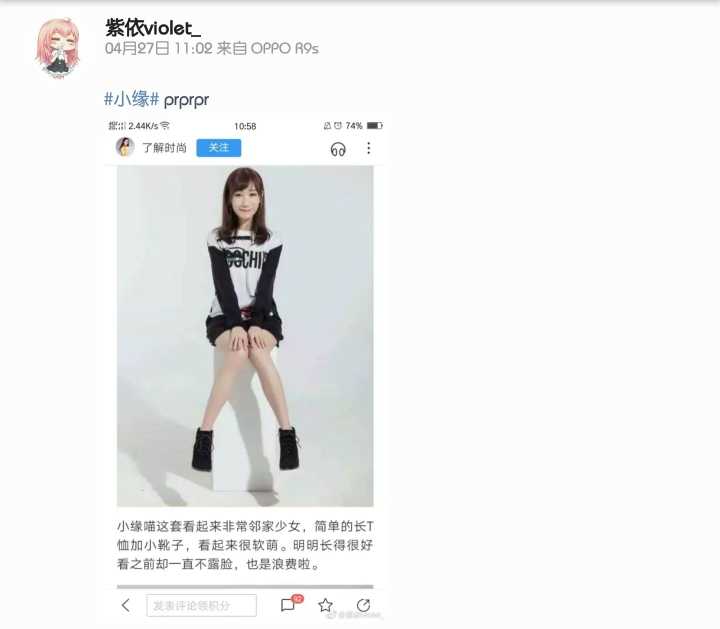 紫依violet_
04月27日 11:02 来自 OPPO R9s
#小缘# prprpr
2.44K/s 10:58 74%
了解时尚 关注
OOCHIE
小缘喵这套看起来非常邻家少女，简单的长T
恤加小靴子，看起来很软萌。明明长得很好
看之前却一直不露脸，也是浪费啦。
发表评论领积分 92